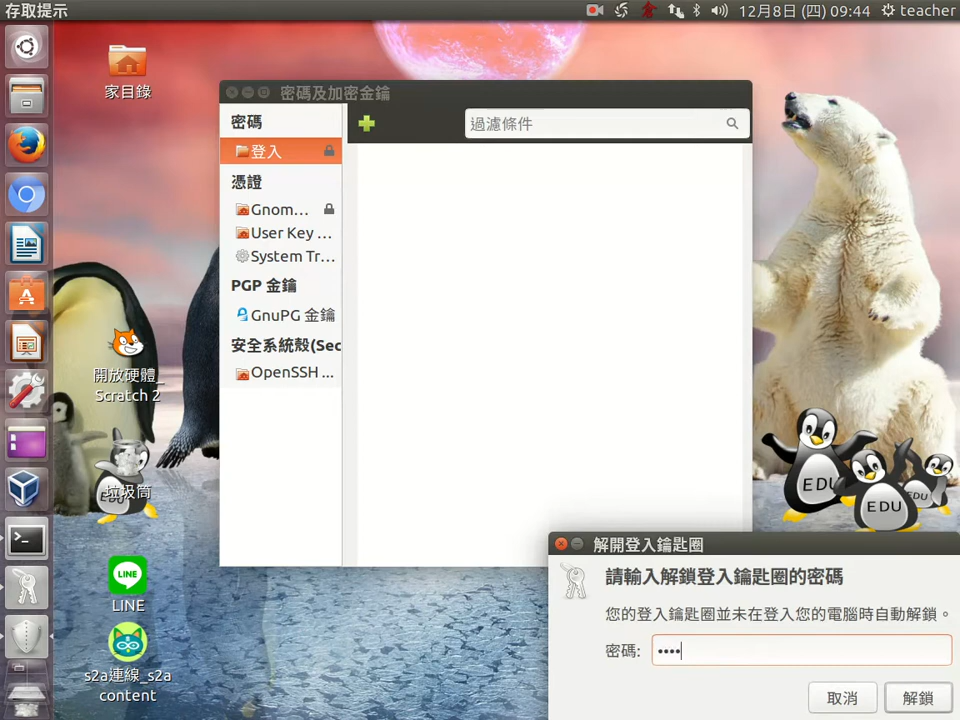 存取提示
12月8日 (四) 09:44
teacher
家目錄
密碼及加密金鑰
密碼
過濾條件
登入
憑證
Gnom...
User Key ...
System Tr...
PGP 金鑰
GnuPG 金鑰
安全系統殼(Sec
OpenSSH ...
開放硬體_
Scratch 2
垃圾筒
EDU
EDU
EDU
EDU
LINE
LINE
s2a連線_s2a
content
解開登入鑰匙圈
請輸入解鎖登入鑰匙圈的密碼
您的登入鑰匙圈並未在登入您的電腦時自動解鎖。
密碼: ••••
取消
解鎖